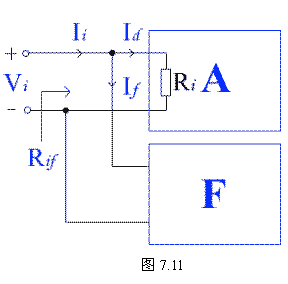 + Ii Id
Vi If Ri A
-
Rif F
图 7.11